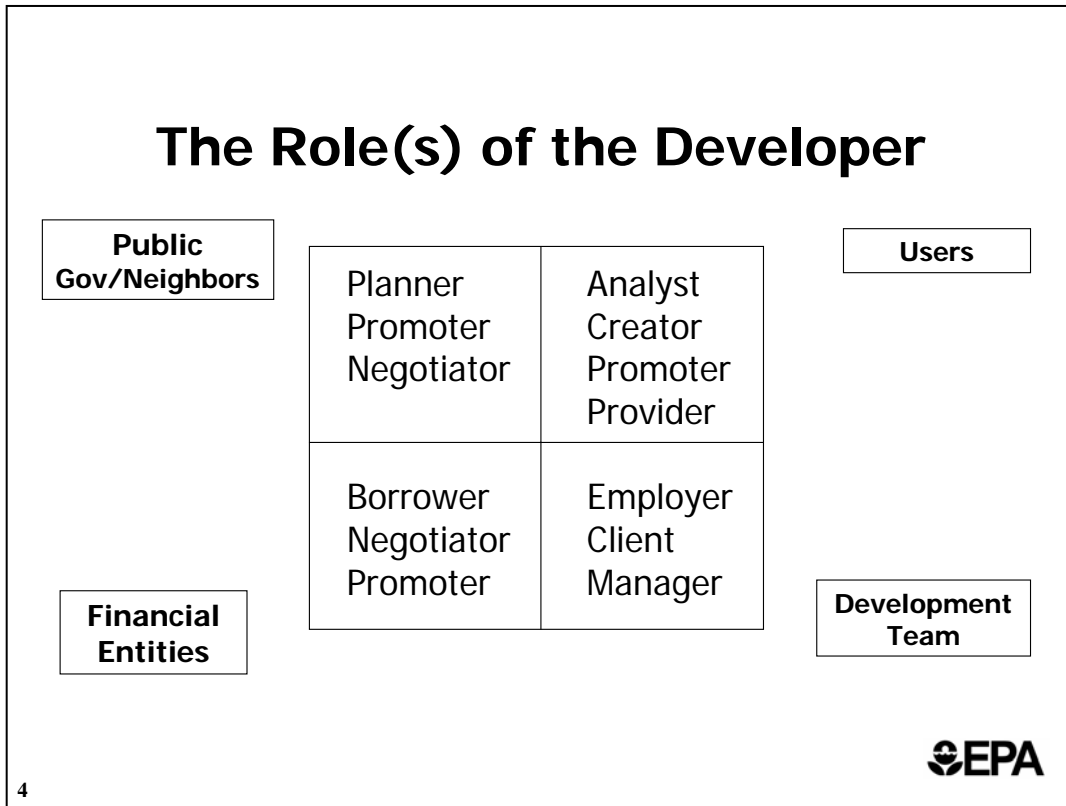 The Role(s) of the Developer
Public
Gov/Neighbors
Planner
Promoter
Negotiator
Analyst
Creator
Promoter
Provider
Users
Financial
Entities
Borrower
Negotiator
Promoter
Employer
Client
Manager
Development
Team
EPA
4